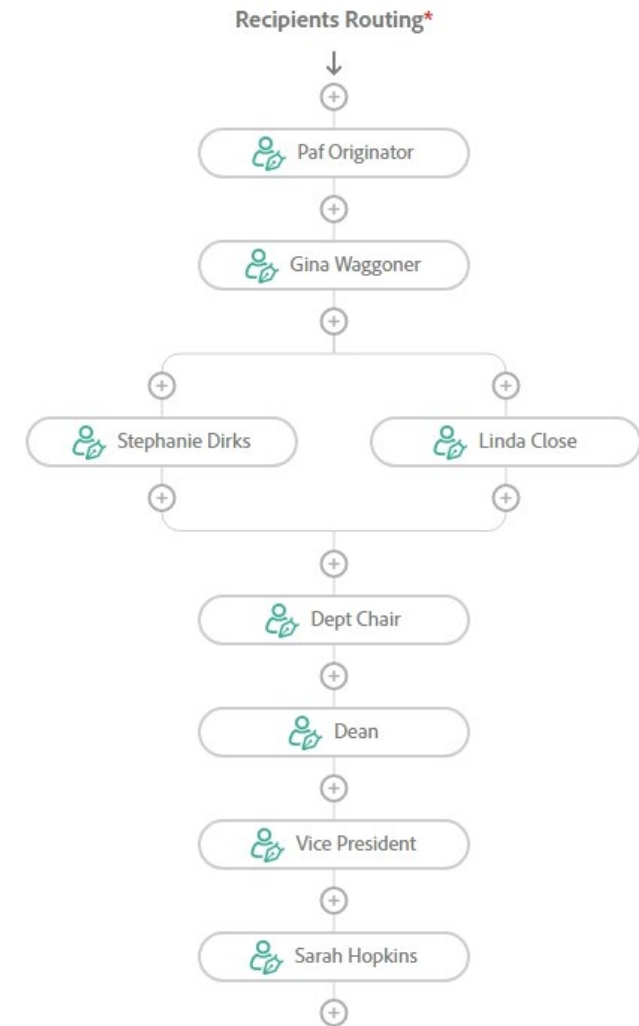 Recipients Routing*
Paf Originator
Gina Waggoner
Stephanie Dirks
Linda Close
Dept Chair
Dean
Vice President
Sarah Hopkins